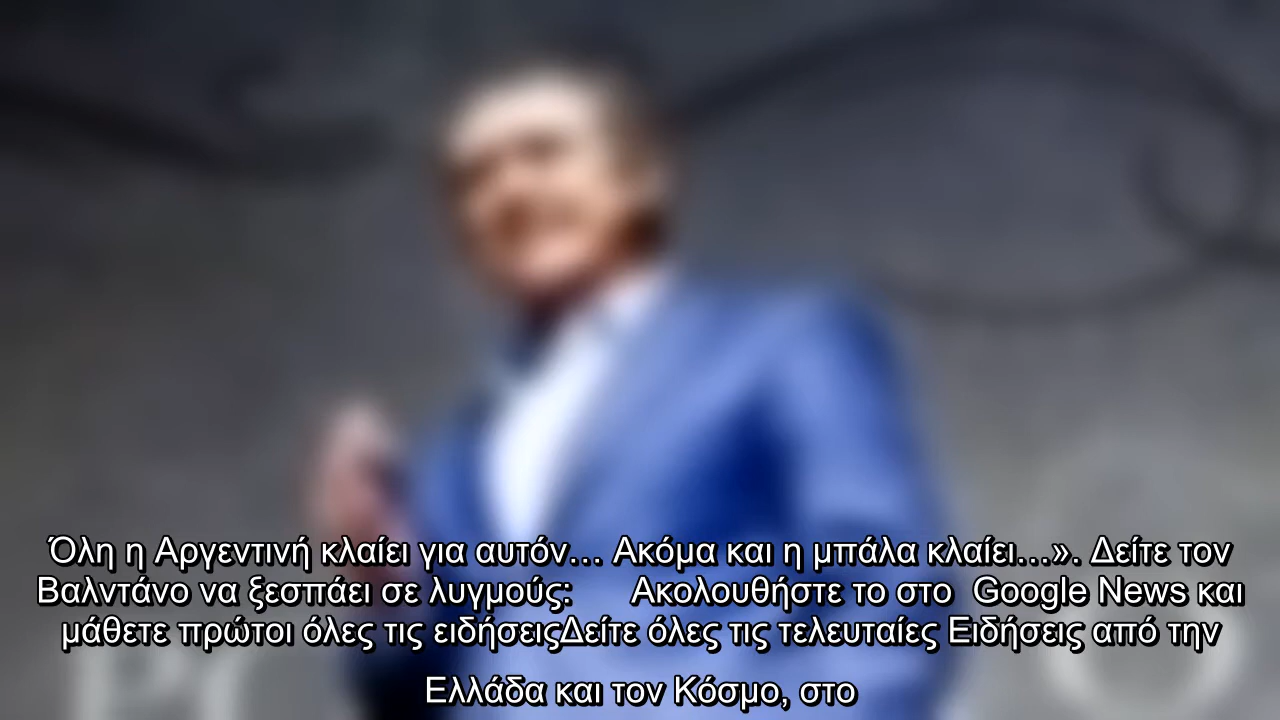 Όλη η Αργεντινή κλαίει για αυτόν… Ακόμα και η μπάλα κλαίει…». Δείτε τον
Βαλντάνο να ξεσπάει σε λυγμούς: Ακολουθήστε το στο Google News και
μάθετε πρώτοι όλες τις ειδήσειςΔείτε όλες τις τελευταίες Ειδήσεις από την
Ελλάδα και τον Κόσμο, στο